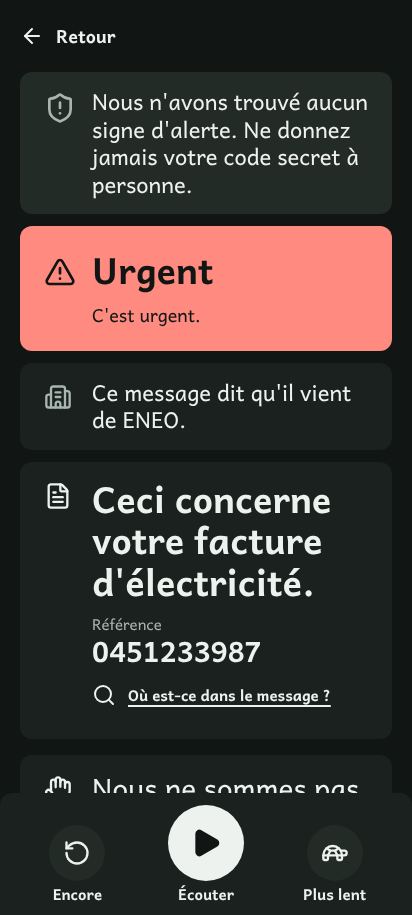 Retour
Nous n'avons trouvé aucun
signe d'alerte. Ne donnez
jamais votre code secret à
personne.
Urgent
C'est urgent.
Ce message dit qu'il vient
de ENEO.
Ceci concerne
votre facture
d'électricité.
Référence
0451233987
Où est-ce dans le message ?
Nous ne sommes pas
Encore
Écouter
Plus lent